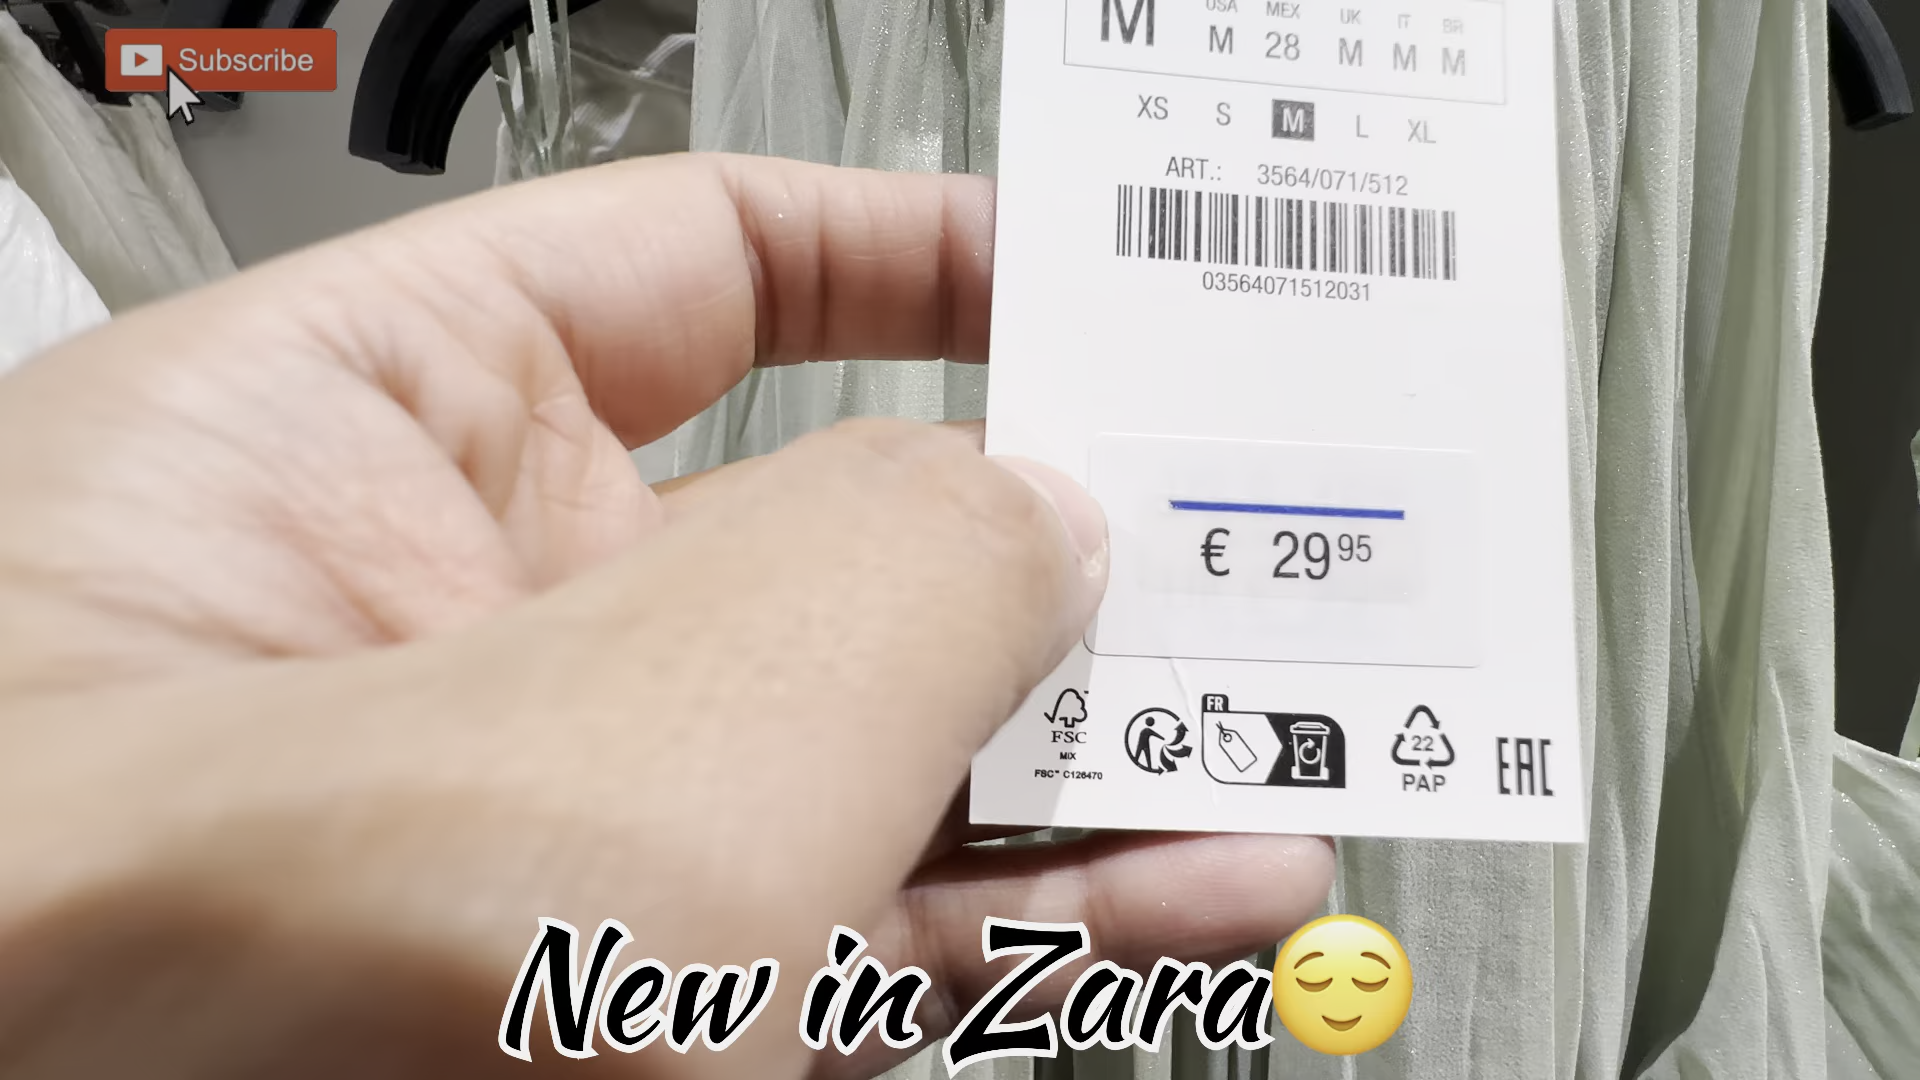 Subscribe
USA MEX UK IT BR
M M 28 M M M
XS S M L XL
ART.: 3564/071/512
03564071512031
€ 29 95
FR
FSC
MIX
FSC™ C126470
22
PAP
EAC
New in Zara😌